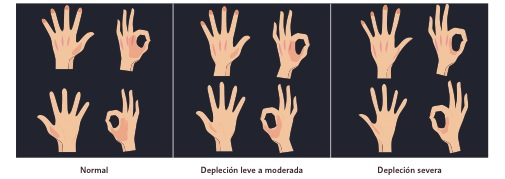 Normal
Depleción leve a moderada
Depleción severa